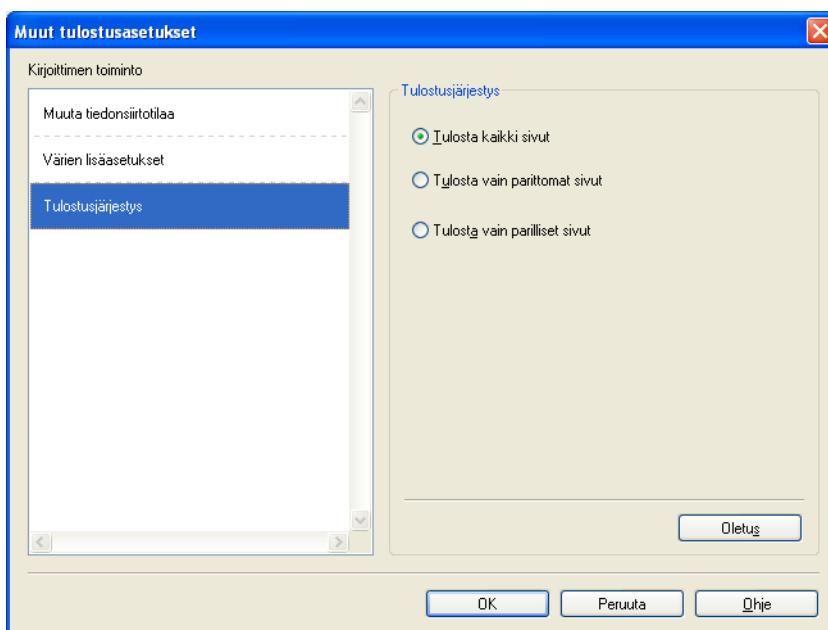 Muut tulostusasetukset
Kirjoittimen toiminto
Muuta tiedonsiirtotilaa
Värien lisäasetukset
Tulostusjärjestys
Tulostusjärjestys
Tulosta kaikki sivut
Tulosta vain parittomat sivut
Tulosta vain parilliset sivut
Oletus
OK
Peruuta
Ohje